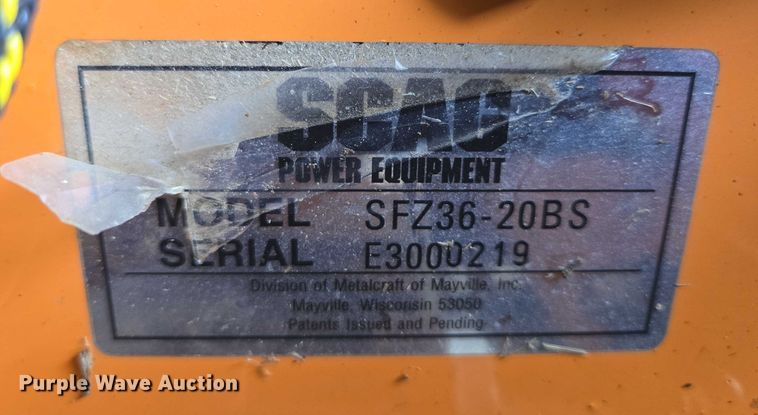 SCAG
POWER EQUIPMENT
MODEL SFZ36-20BS
SERIAL E3000219
Division of Metalcraft of Mayville, Inc.
Mayville, Wisconsin 53050
Patents Issued and Pending
Purple Wave Auction